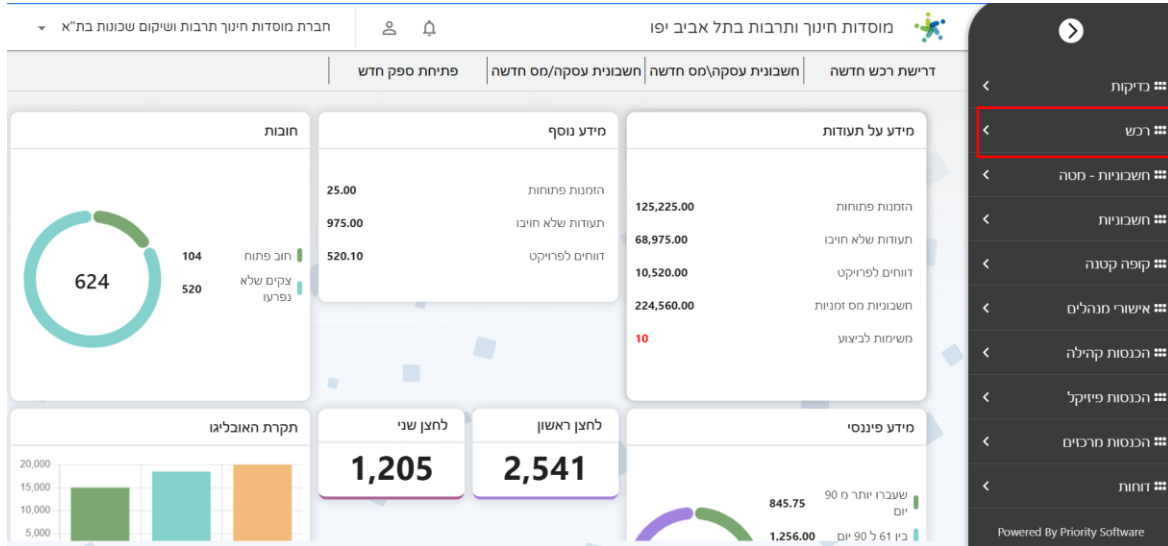 מוסדות חינוך ותרבות בתל אביב יפו
חברת מוסדות חינוך תרבות ושיקום שכונות בת"א
דרישת רכש חדשה
חשבונית עסקה\מס חדשה
חשבונית עסקה/מס חדשה
פתיחת ספק חדש
בדיקות
רכש
חשבוניות - מטה
חשבוניות
קופה קטנה
אישורי מנהלים
הכנסות קהילה
הכנסות פיזיקל
הכנסות מרכזים
דוחות
Powered By Priority Software
מידע על תעודות
הזמנות פתוחות 125,225.00
תעודות שלא חויבו 68,975.00
דווחים לפרויקט 10,520.00
חשבוניות מס זמניות 224,560.00
משימות לביצוע 10
מידע נוסף
הזמנות פתוחות 25.00
תעודות שלא חויבו 975.00
דווחים לפרויקט 520.10
חובות
חוב פתוח 104
צקים שלא
נפרעו
520
624
מידע פיננסי
שעברו יותר מ 90
יום
845.75
בין 61 ל 90 יום 1,256.00
לחצן ראשון
2,541
לחצן שני
1,205
תקרת האובליגו
20,000
15,000
10,000
5,000